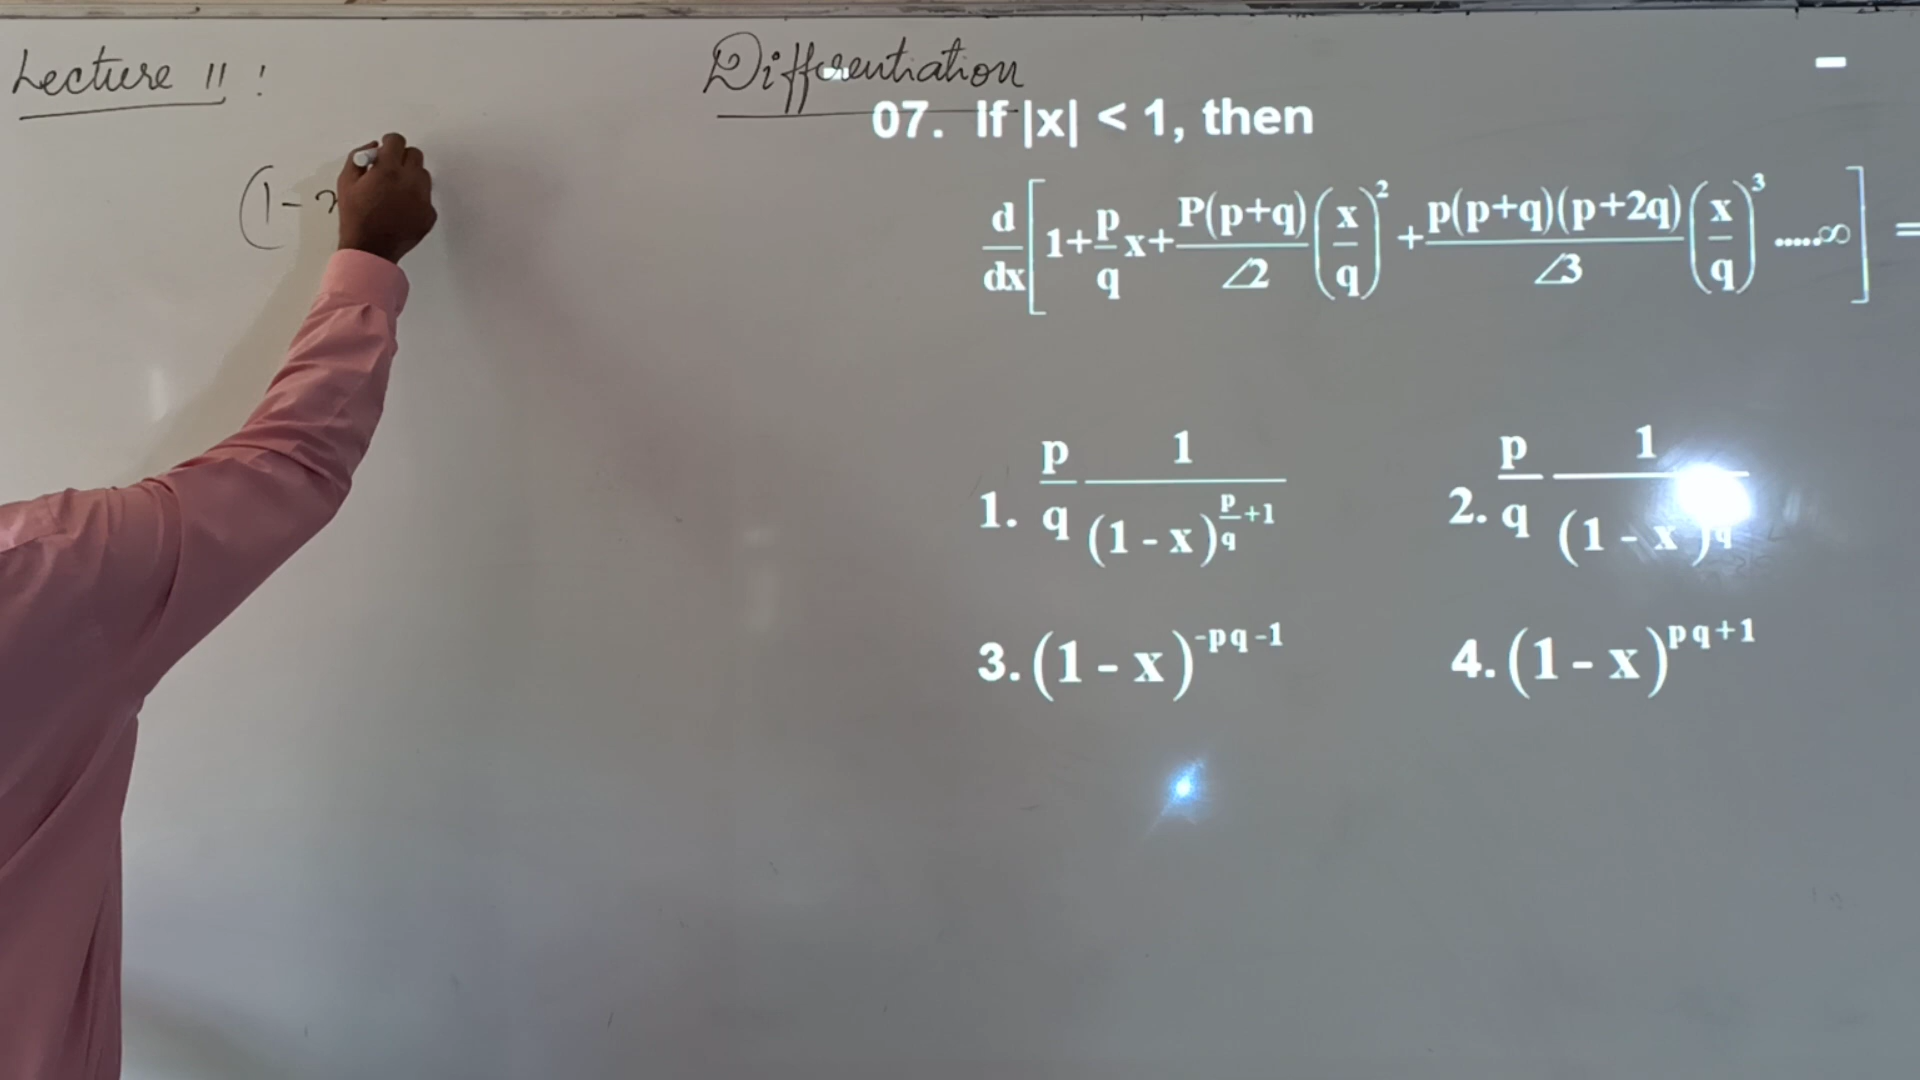 Lecture 11 :
Differentiation
(1-x
07. If |x| < 1, then
d/dx [1+p/q x+P(p+q)/∠2 (x/q)²+p(p+q)(p+2q)/∠3 (x/q)³ .....∞] =
1. p/q 1/(1-x)^(p/q+1)
2. p/q 1/(1-x)
3. (1-x)^(-pq-1)
4. (1-x)^(pq+1)